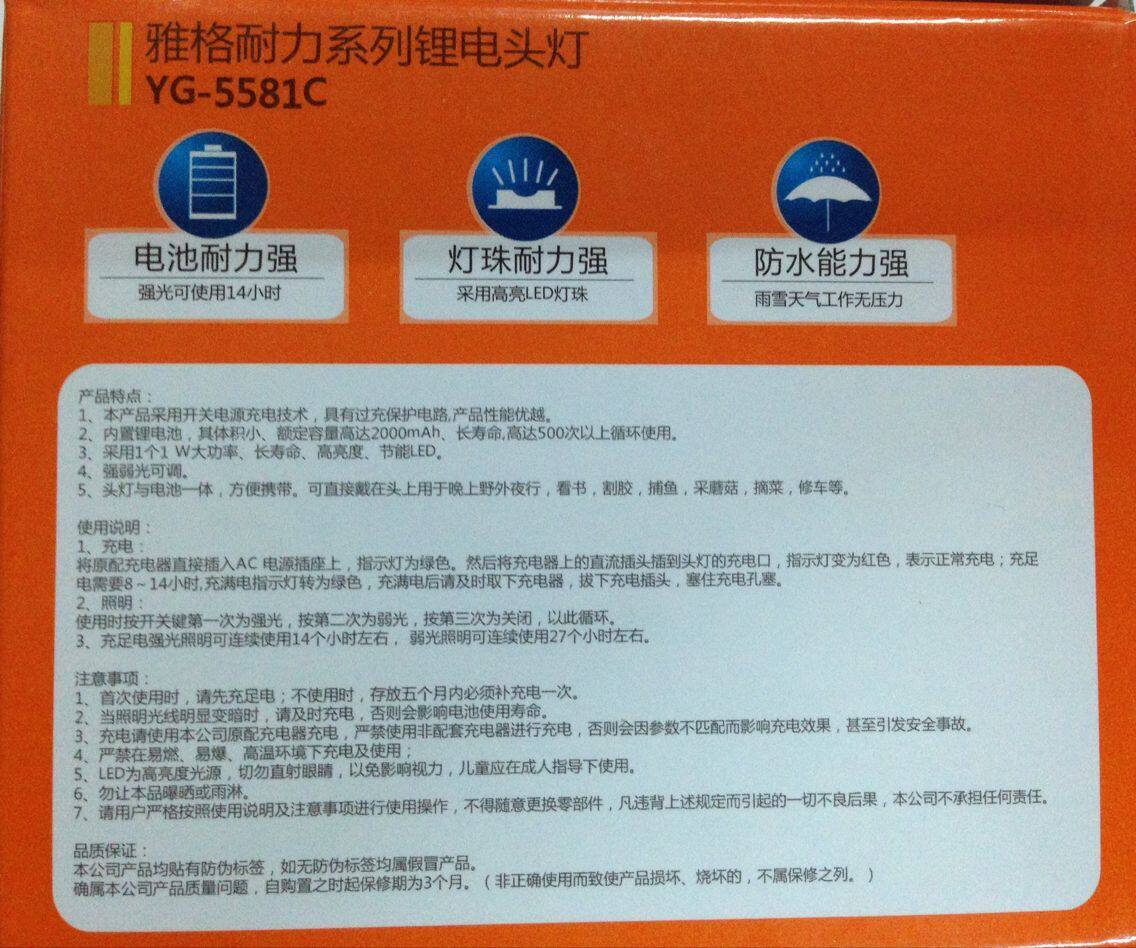 雅格耐力系列锂电头灯
YG-5581C
电池耐力强
强光可使用14小时
灯珠耐力强
采用高亮LED灯珠
防水能力强
雨雪天气工作无压力
产品特点：
1、本产品采用开关电源充电技术，具有过充保护电路,产品性能优越。
2、内置锂电池，具体积小、额定容量高达2000mAh、长寿命,高达500次以上循环使用。
3、采用1个1 W大功率、长寿命、高亮度、节能LED。
4、强弱光可调。
5、头灯与电池一体，方便携带。可直接戴在头上用于晚上野外夜行，看书，割胶，捕鱼，采蘑菇，摘菜，修车等。
使用说明：
1、充电：
将原配充电器直接插入AC 电源插座上，指示灯为绿色。然后将充电器上的直流插头插到头灯的充电口，指示灯变为红色，表示正常充电；充足
电需要8～14小时,充满电指示灯转为绿色，充满电后请及时取下充电器，拔下充电插头，塞住充电孔塞。
2、照明：
使用时按开关键第一次为强光，按第二次为弱光，按第三次为关闭，以此循环。
3、充足电强光照明可连续使用14个小时左右， 弱光照明可连续使用27个小时左右。
注意事项：
1、首次使用时，请先充足电；不使用时，存放五个月内必须补充电一次。
2、当照明光线明显变暗时，请及时充电，否则会影响电池使用寿命。
3、充电请使用本公司原配充电器充电，严禁使用非配套充电器进行充电，否则会因参数不匹配而影响充电效果，甚至引发安全事故。
4、严禁在易燃、易爆、高温环境下充电及使用；
5、LED为高亮度光源，切勿直射眼睛，以免影响视力，儿童应在成人指导下使用。
6、勿让本品曝晒或雨淋。
7、请用户严格按照使用说明及注意事项进行使用操作，不得随意更换零部件，凡违背上述规定而引起的一切不良后果，本公司不承担任何责任。
品质保证：
本公司产品均贴有防伪标签，如无防伪标签均属假冒产品。
确属本公司产品质量问题，自购置之时起保修期为3个月。（非正确使用而致使产品损坏、烧坏的，不属保修之列。）